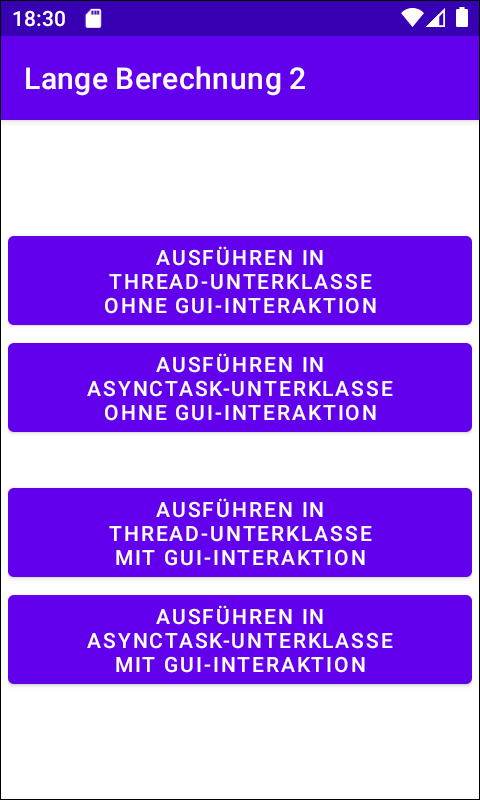 18:30
Lange Berechnung 2
AUSFÜHREN IN
THREAD-UNTERKLASSE
OHNE GUI-INTERAKTION
AUSFÜHREN IN
ASYNCTASK-UNTERKLASSE
OHNE GUI-INTERAKTION
AUSFÜHREN IN
THREAD-UNTERKLASSE
MIT GUI-INTERAKTION
AUSFÜHREN IN
ASYNCTASK-UNTERKLASSE
MIT GUI-INTERAKTION